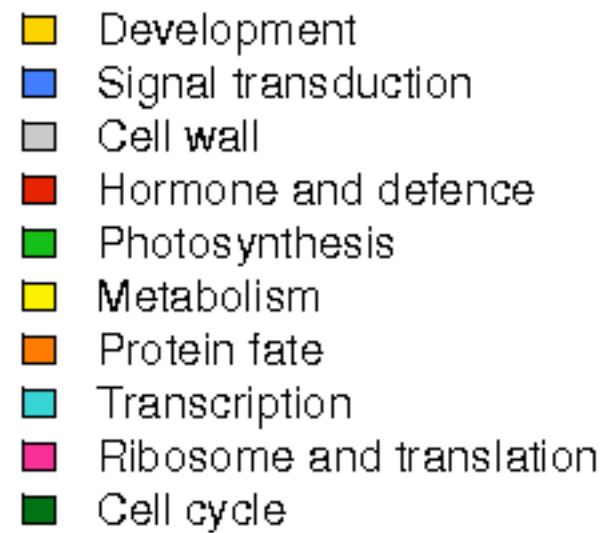 Development
Signal transduction
Cell wall
Hormone and defence
Photosynthesis
Metabolism
Protein fate
Transcription
Ribosome and translation
Cell cycle